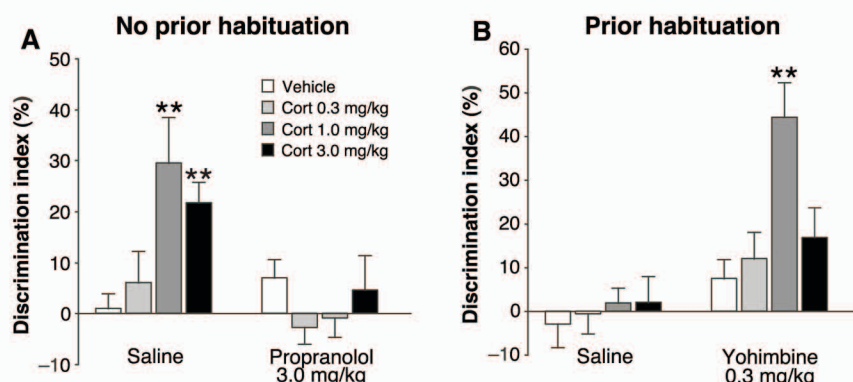 A
No prior habituation
Discrimination index (%)
50
40
30
20
10
0
−10
**
**
Vehicle
Cort 0.3 mg/kg
Cort 1.0 mg/kg
Cort 3.0 mg/kg
Saline
Propranolol
3.0 mg/kg
B
Prior habituation
Discrimination index (%)
60
50
40
30
20
10
0
−10
**
Saline
Yohimbine
0.3 mg/kg